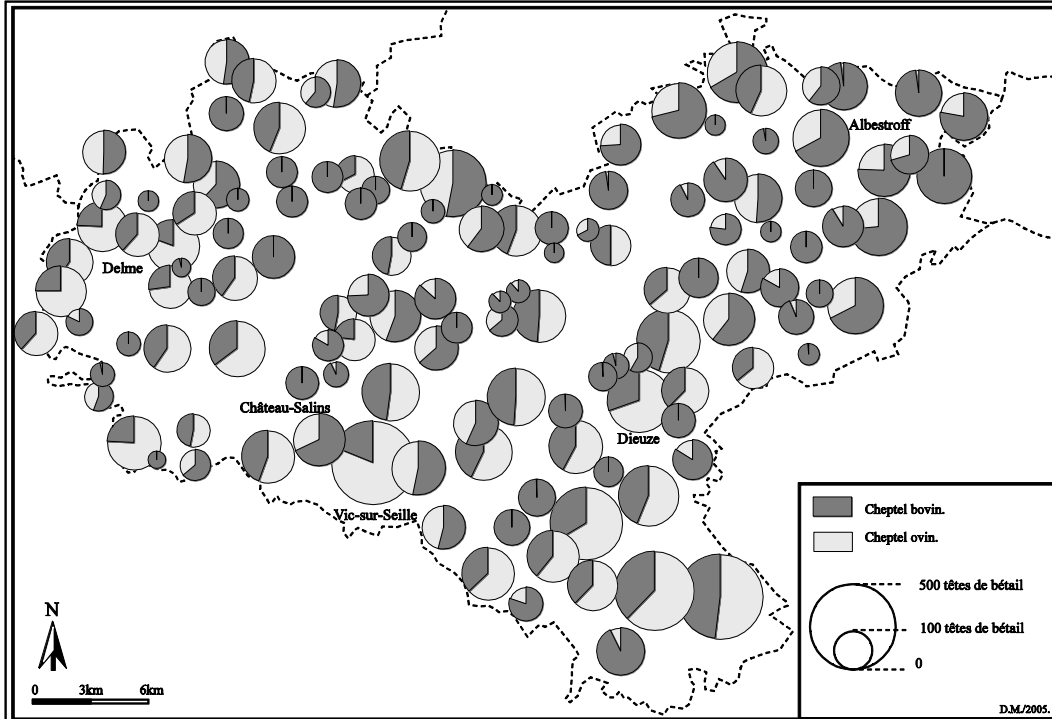 Albestroff
Delme
Château-Salins
Dieuze
Vic-sur-Seille
Cheptel bovin.
Cheptel ovin.
500 têtes de bétail
100 têtes de bétail
0
N
0 3km 6km
D.M./2005.